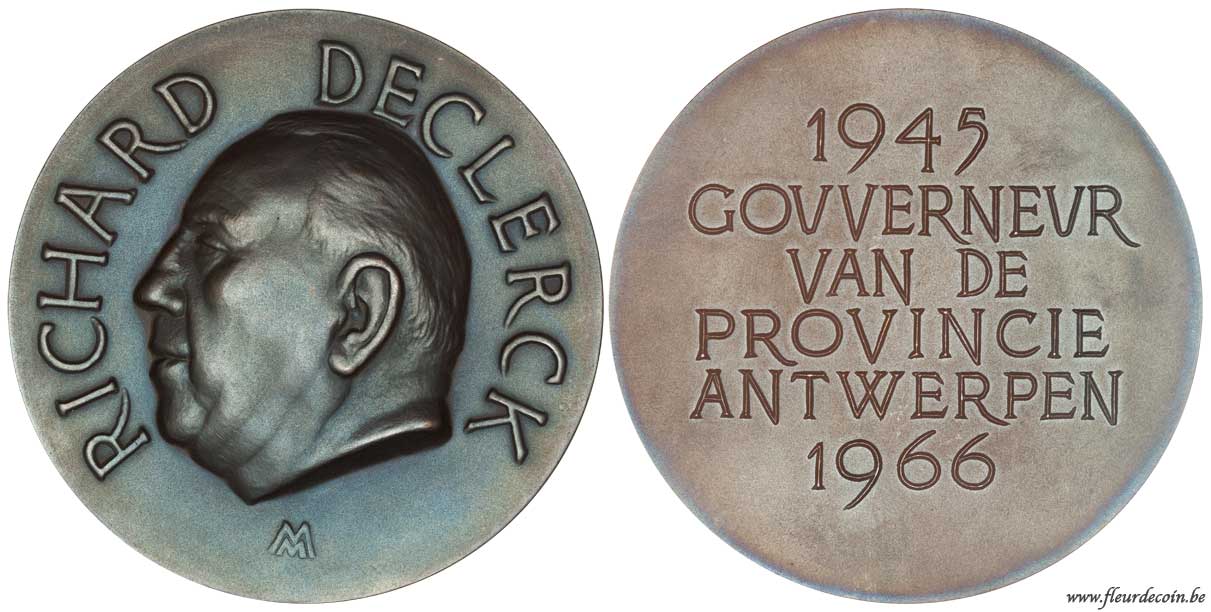 RICHARD DECLERCK
M
1945
GOVVERNEVR
VAN DE
PROVINCIE
ANTWERPEN
1966
www.fleurdecoin.be